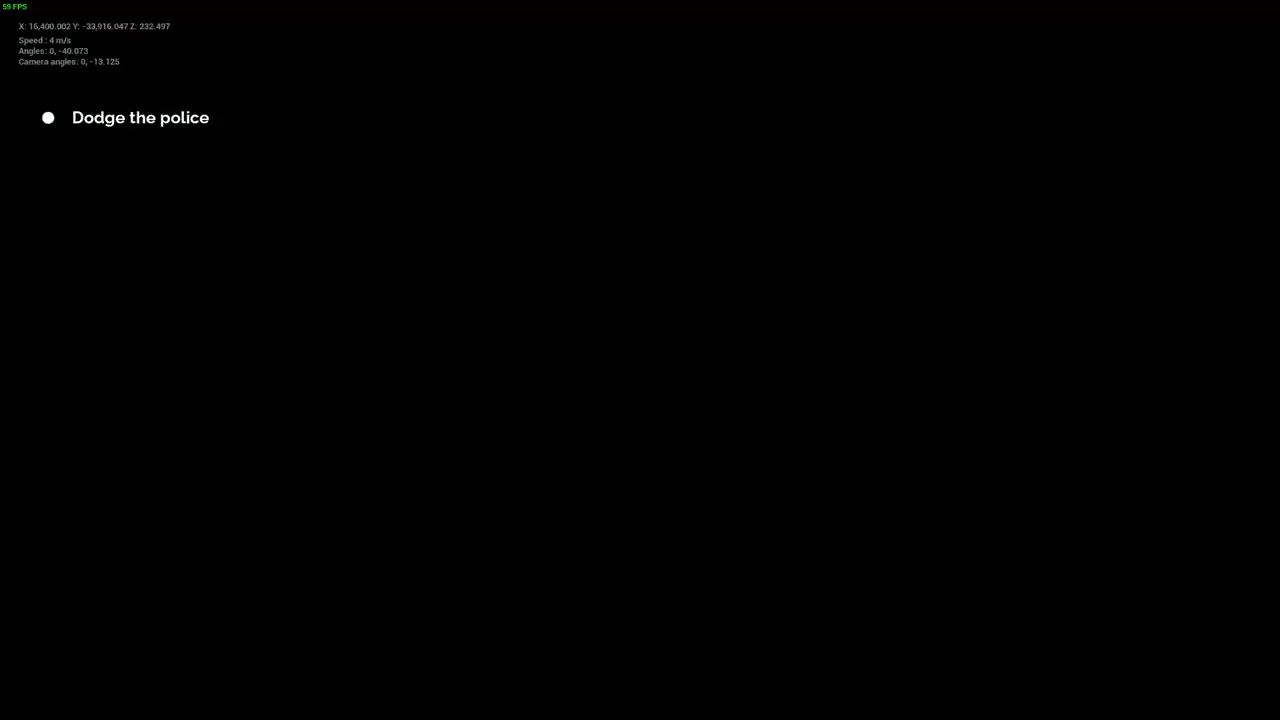 59 FPS
X: 16,400.002 Y: -33,916.047 Z: 232.497
Speed : 4 m/s
Angles: 0, -40.073
Camera angles: 0, -13.125
Dodge the police